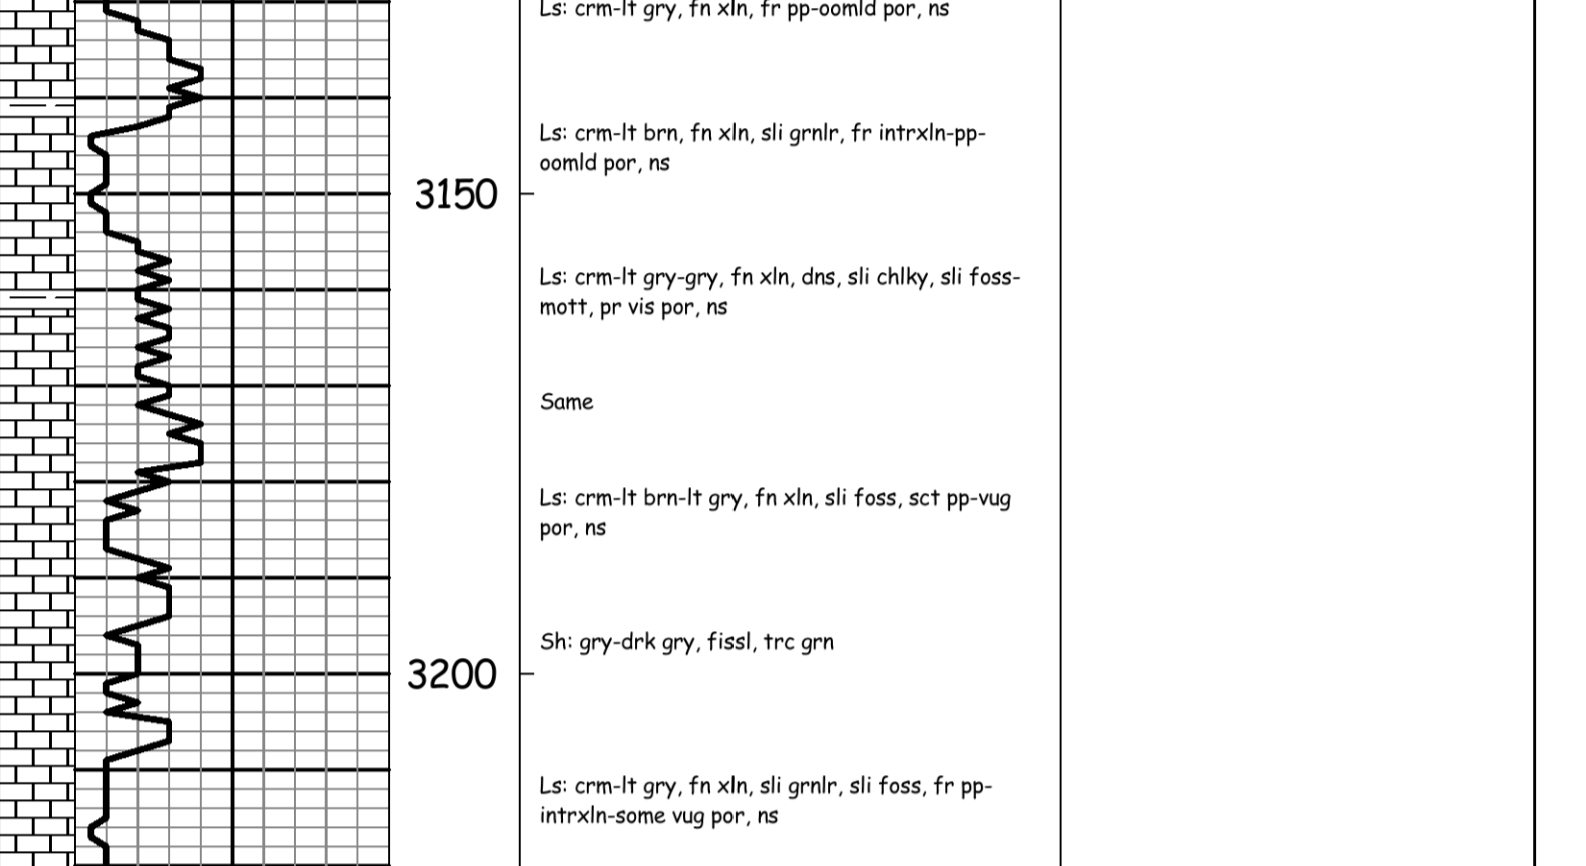 Ls: crm-lt gry, fn xln, fr pp-oomld por, ns
Ls: crm-lt brn, fn xln, sli grnlr, fr intrxln-pp-
oomld por, ns
3150
Ls: crm-lt gry-gry, fn xln, dns, sli chlky, sli foss-
mott, pr vis por, ns
Same
Ls: crm-lt brn-lt gry, fn xln, sli foss, sct pp-vug
por, ns
Sh: gry-drk gry, fissl, trc grn
3200
Ls: crm-lt gry, fn xln, sli grnlr, sli foss, fr pp-
intrxln-some vug por, ns